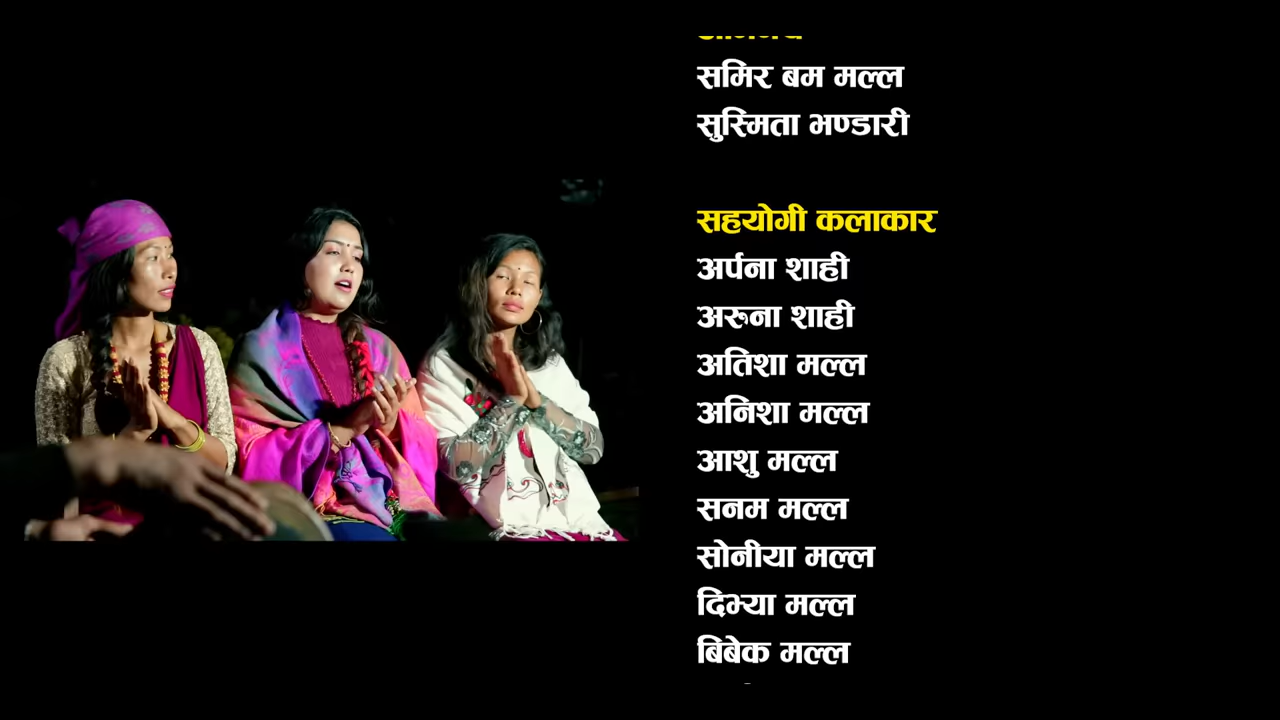 समिर बम मल्ल
सुस्मिता भण्डारी
सहयोगी कलाकार
अर्पना शाही
अरुना शाही
अतिशा मल्ल
अनिशा मल्ल
आशु मल्ल
सनम मल्ल
सोनीया मल्ल
दिभ्या मल्ल
बिबेक मल्ल